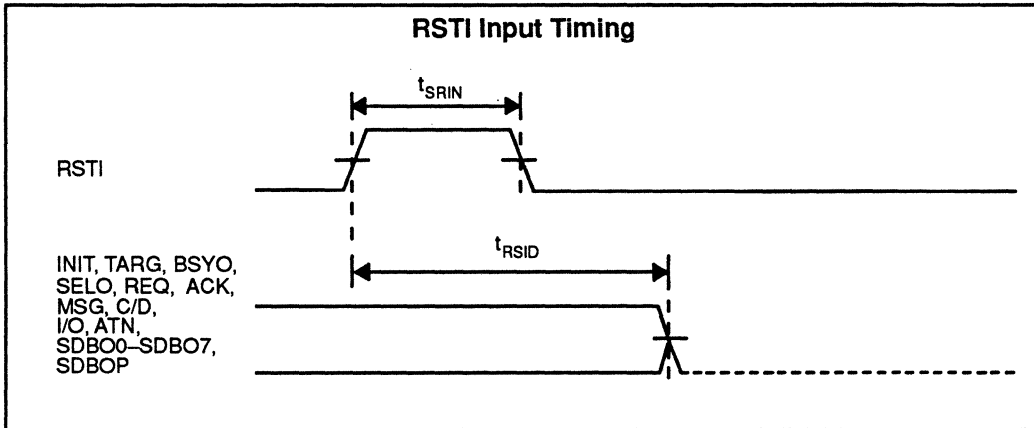 RSTI Input Timing
tSRIN
RSTI
tRSID
INIT, TARG, BSYO,
SELO, REQ, ACK,
MSG, C/D,
I/O, ATN,
SDBO0–SDBO7,
SDBOP